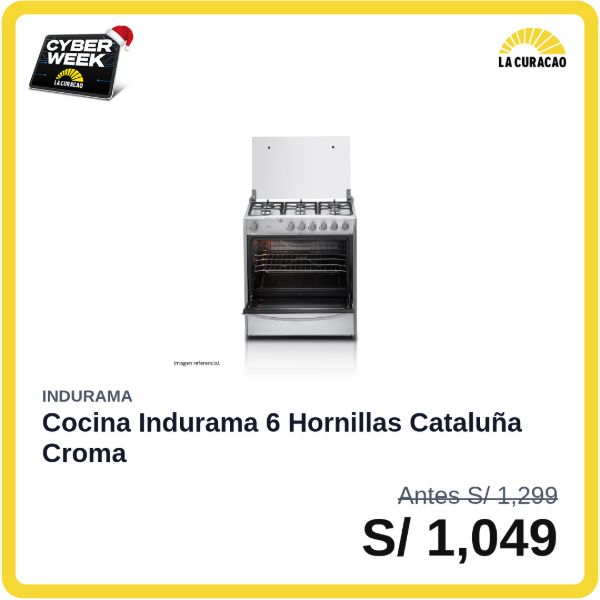 CYBER
WEEK
LA CURACAO
LA CURACAO
Imagen referencial.
INDURAMA
Cocina Indurama 6 Hornillas Cataluña
Croma
Antes S/ 1,299
S/ 1,049